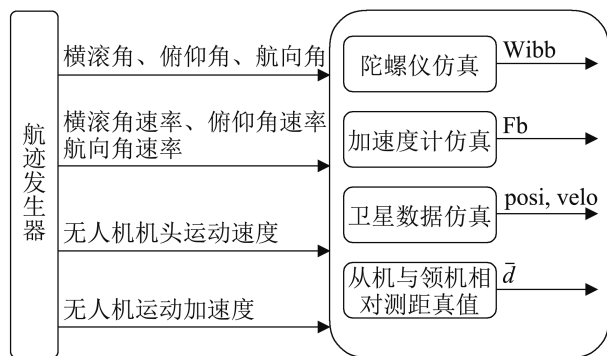 航迹发生器
横滚角、俯仰角、航向角
横滚角速率、俯仰角速率
航向角速率
无人机机头运动速度
无人机运动加速度
陀螺仪仿真
Wibb
加速度计仿真
Fb
卫星数据仿真
posi, velo
从机与领机相
对测距真值
d̄